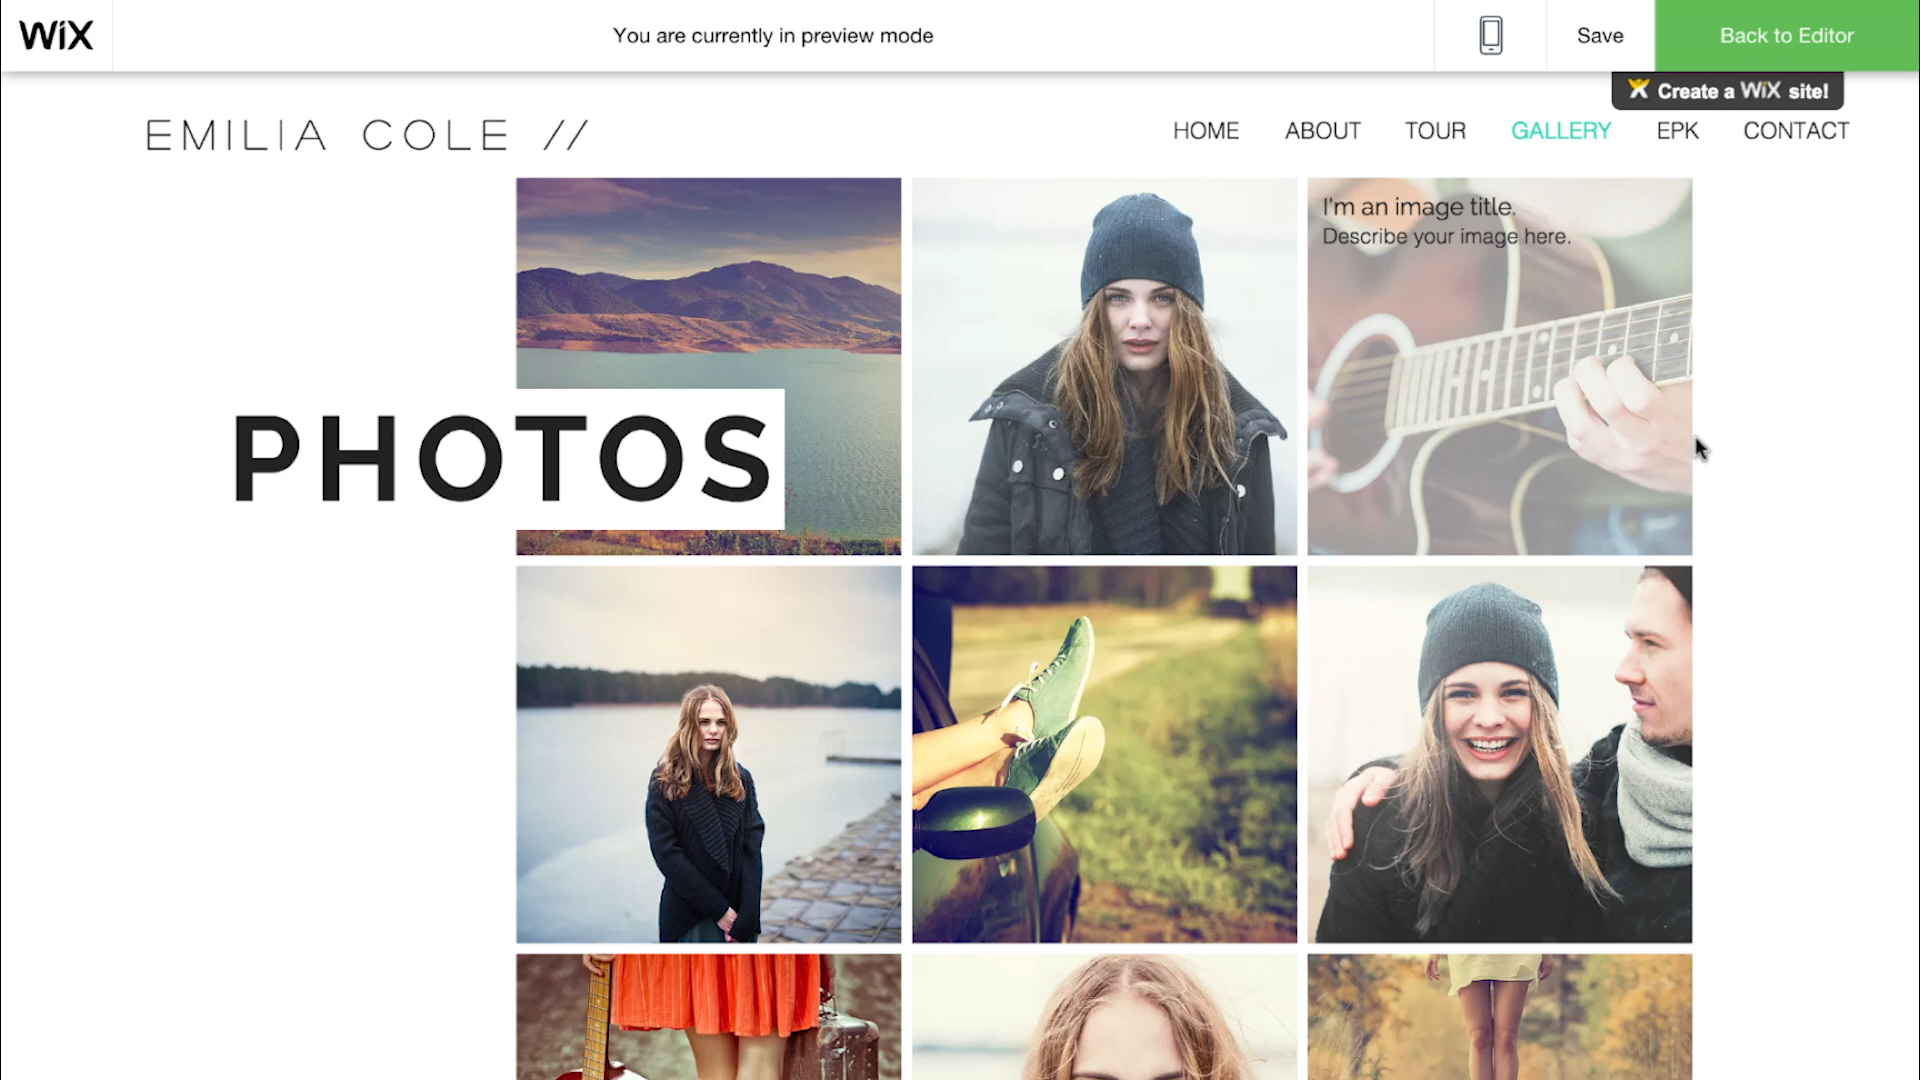 WiX
You are currently in preview mode
Save
Back to Editor
Create a WiX site!
EMILIA COLE //
HOME ABOUT TOUR GALLERY EPK CONTACT
I'm an image title.
Describe your image here.
PHOTOS